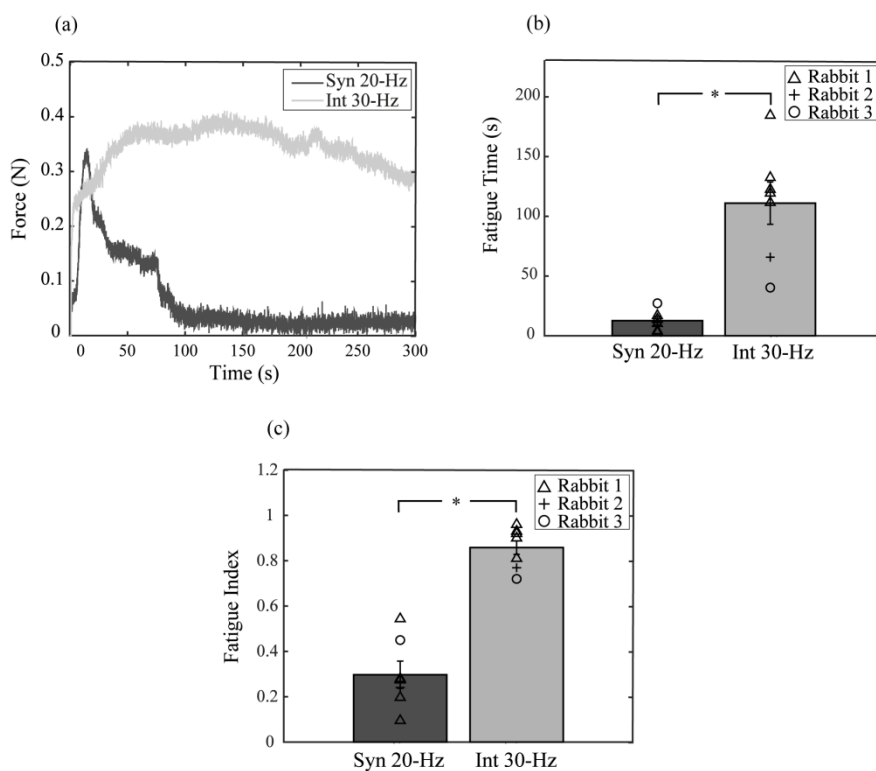 (a)
0.5
0.4
0.3
0.2
0.1
0
Force (N)
Syn 20-Hz
Int 30-Hz
0 50 100 150 200 250 300
Time (s)
(b)
200
150
100
50
0
Fatigue Time (s)
*
Rabbit 1
Rabbit 2
Rabbit 3
Syn 20-Hz Int 30-Hz
(c)
1.2
1
0.8
0.6
0.4
0.2
0
Fatigue Index
*
Rabbit 1
Rabbit 2
Rabbit 3
Syn 20-Hz Int 30-Hz